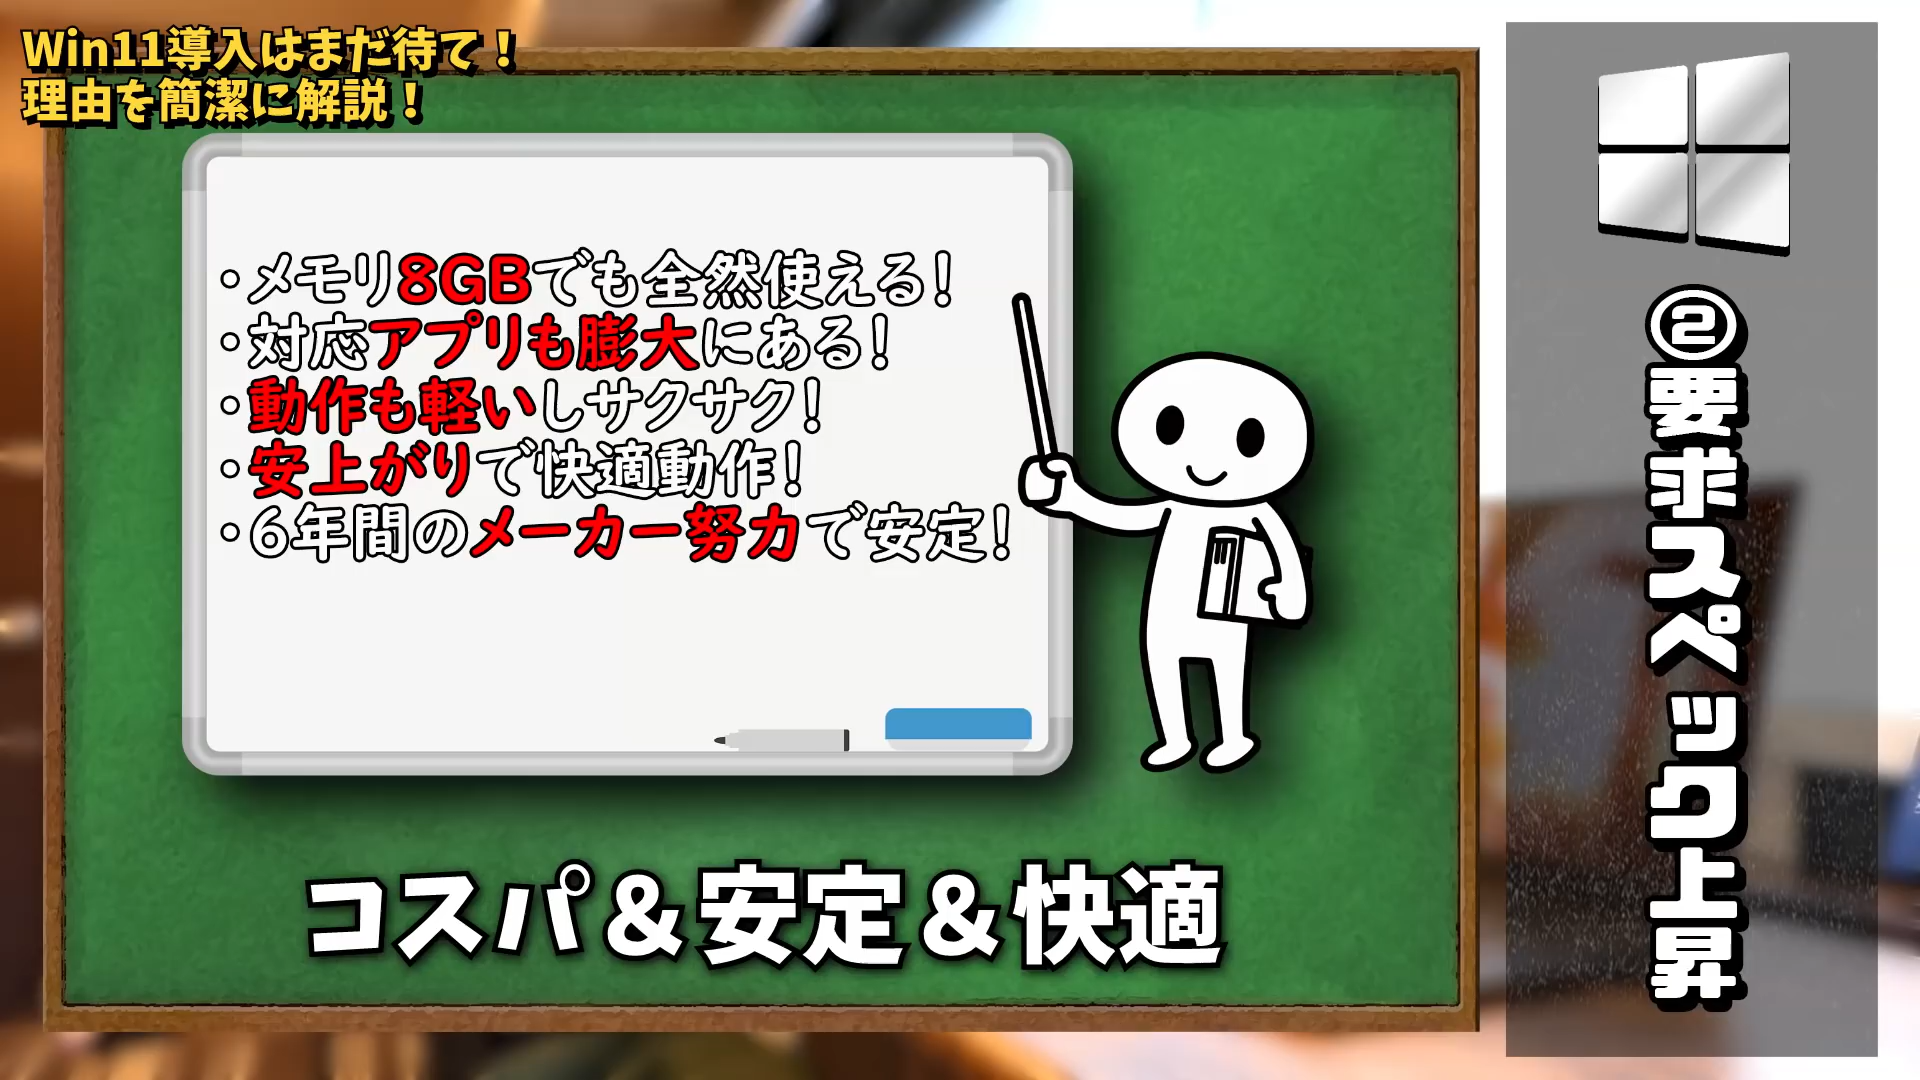 Win11導入はまだ待て！
理由を簡潔に解説！
・メモリ8GBでも全然使える！
・対応アプリも膨大にある！
・動作も軽いしサクサク！
・安上がりで快適動作！
・６年間のメーカー努力で安定！
コスパ＆安定＆快適
②要求スペック上昇